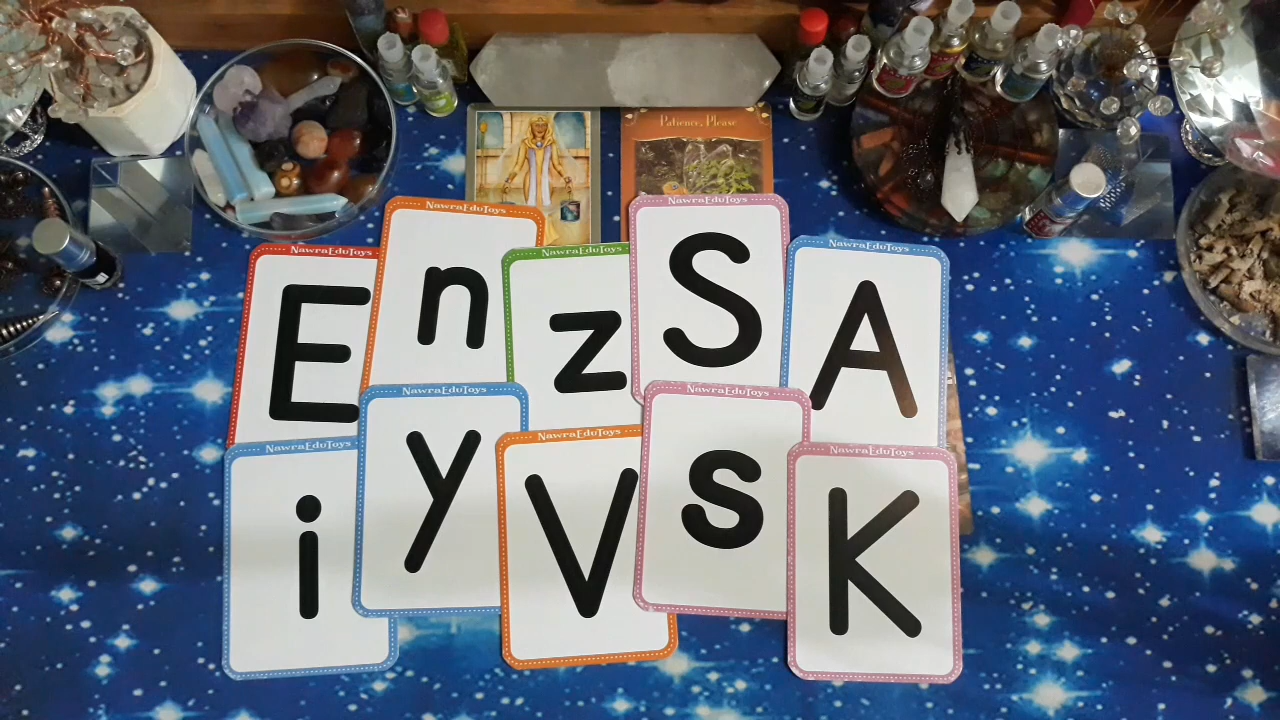 Patience, Please
NawraEduToys
E
NawraEduToys
n
NawraEduToys
z
NawraEduToys
S
NawraEduToys
A
NawraEduToys
i
NawraEduToys
y
NawraEduToys
V
NawraEduToys
s
NawraEduToys
K